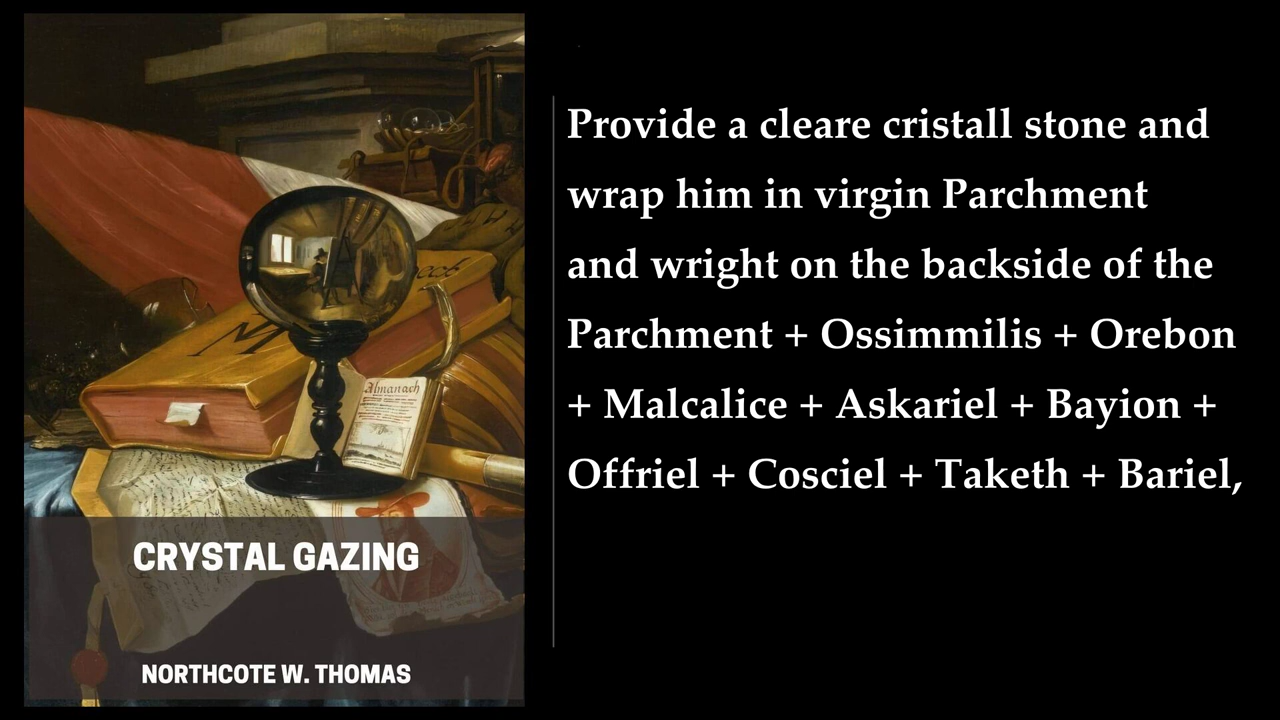 M
Almanach
CRYSTAL GAZING
NORTHCOTE W. THOMAS
Provide a cleare cristall stone and
wrap him in virgin Parchment
and wright on the backside of the
Parchment + Ossimmilis + Orebon
+ Malcalice + Askariel + Bayion +
Offriel + Cosciel + Taketh + Bariel,